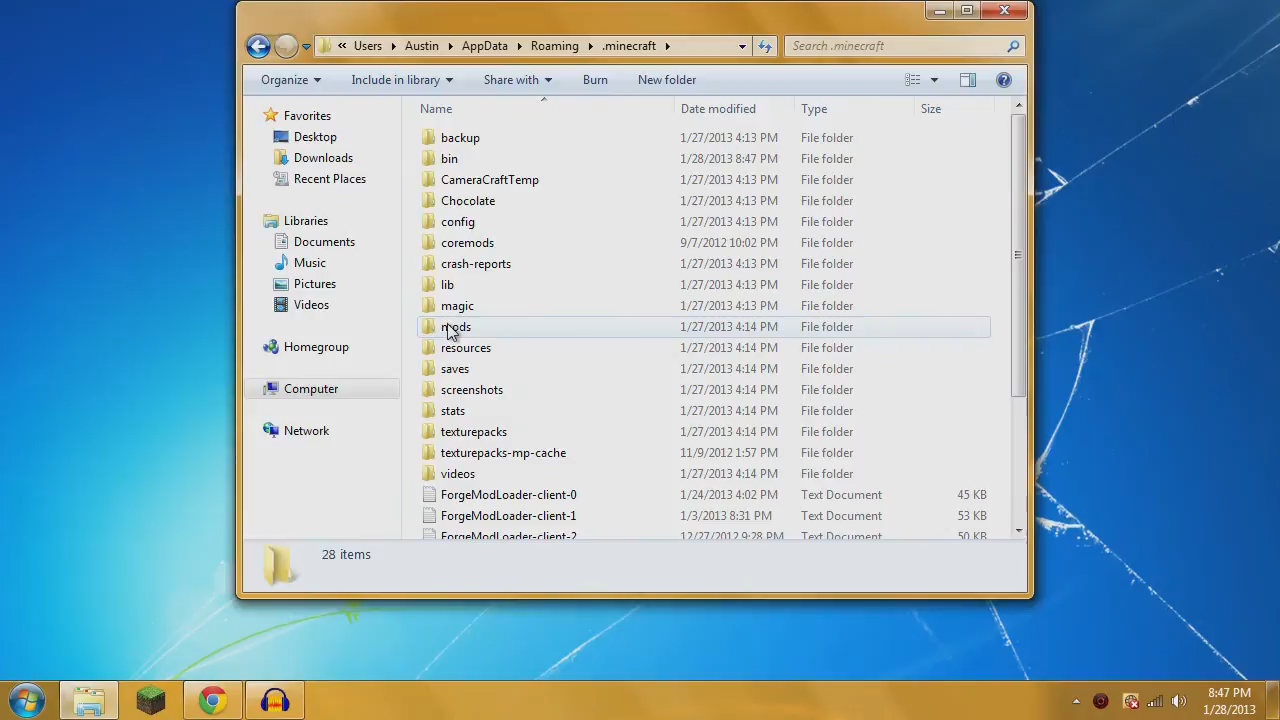 « Users Austin AppData Roaming .minecraft Search .minecraft
Organize Include in library Share with Burn New folder
Favorites
Desktop
Downloads
Recent Places
Libraries
Documents
Music
Pictures
Videos
Homegroup
Computer
Network
Name Date modified Type Size
backup 1/27/2013 4:13 PM File folder
bin 1/28/2013 8:47 PM File folder
CameraCraftTemp 1/27/2013 4:13 PM File folder
Chocolate 1/27/2013 4:13 PM File folder
config 1/27/2013 4:13 PM File folder
coremods 9/7/2012 10:02 PM File folder
crash-reports 1/27/2013 4:13 PM File folder
lib 1/27/2013 4:13 PM File folder
magic 1/27/2013 4:13 PM File folder
mods 1/27/2013 4:14 PM File folder
resources 1/27/2013 4:14 PM File folder
saves 1/27/2013 4:14 PM File folder
screenshots 1/27/2013 4:14 PM File folder
stats 1/27/2013 4:14 PM File folder
texturepacks 1/27/2013 4:14 PM File folder
texturepacks-mp-cache 11/9/2012 1:57 PM File folder
videos 1/27/2013 4:14 PM File folder
ForgeModLoader-client-0 1/24/2013 4:02 PM Text Document 45 KB
ForgeModLoader-client-1 1/3/2013 8:31 PM Text Document 53 KB
ForgeModLoader-client-2 12/27/2012 9:28 PM Text Document 50 KB
28 items
8:47 PM
1/28/2013